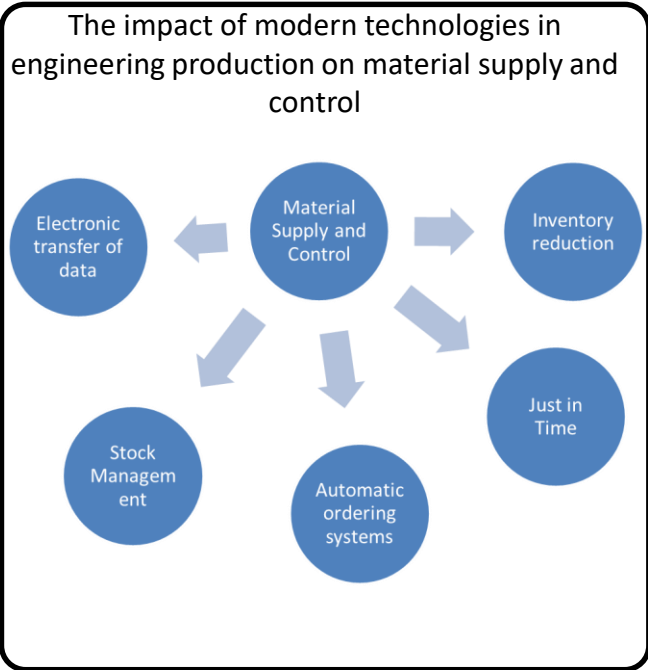 The impact of modern technologies in
engineering production on material supply and
control
Electronic
transfer of
data
Material
Supply and
Control
Inventory
reduction
Just in
Time
Stock
Managem
ent
Automatic
ordering
systems